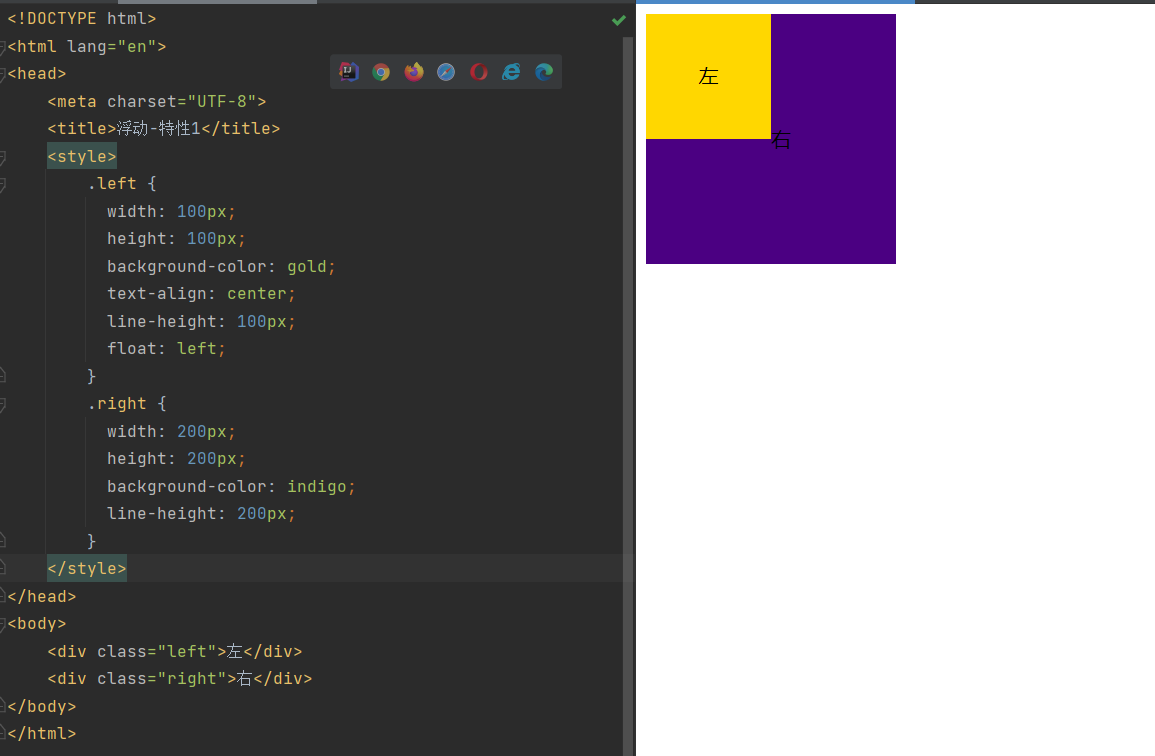 <!DOCTYPE html>
<html lang="en">
<head>
    <meta charset="UTF-8">
    <title>浮动-特性1</title>
    <style>
        .left {
          width: 100px;
          height: 100px;
          background-color: gold;
          text-align: center;
          line-height: 100px;
          float: left;
        }
        .right {
          width: 200px;
          height: 200px;
          background-color: indigo;
          line-height: 200px;
        }
    </style>
</head>
<body>
    <div class="left">左</div>
    <div class="right">右</div>
</body>
</html>
左
右